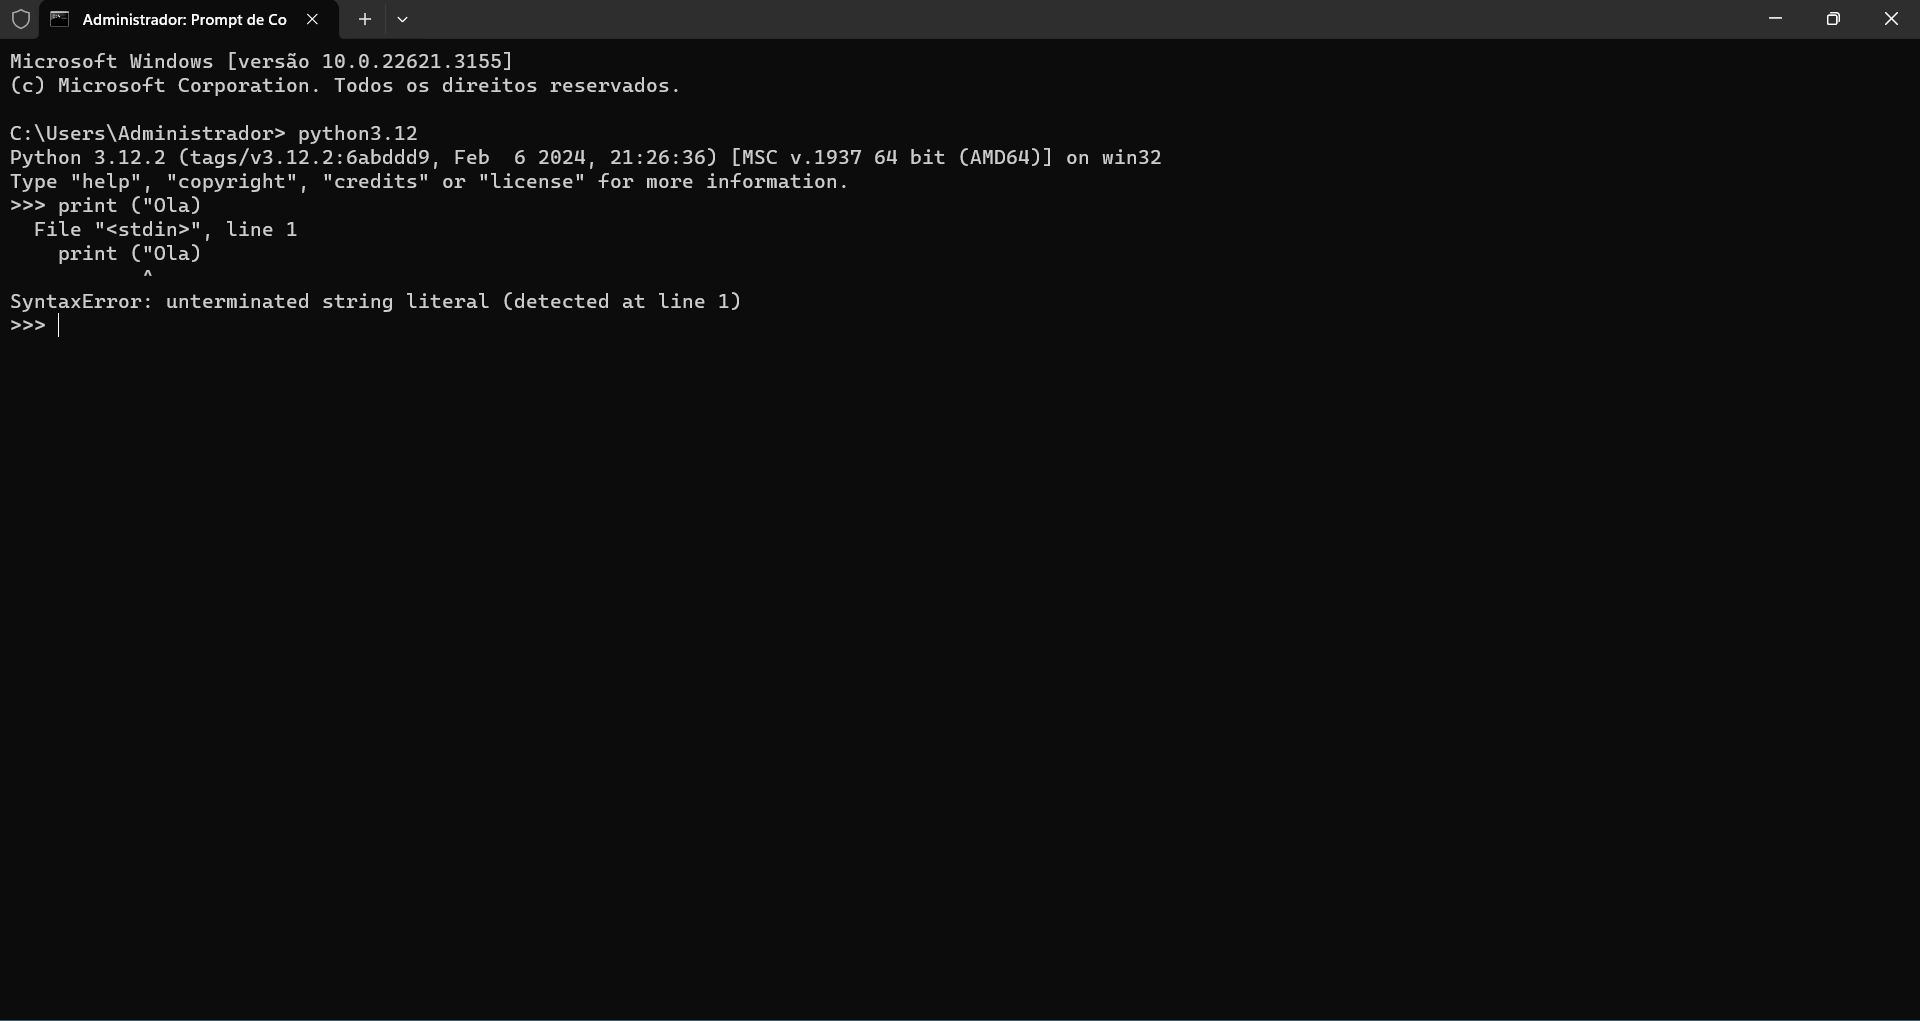 Administrador: Prompt de Co
Microsoft Windows [versão 10.0.22621.3155]
(c) Microsoft Corporation. Todos os direitos reservados.
C:\Users\Administrador> python3.12
Python 3.12.2 (tags/v3.12.2:6abddd9, Feb  6 2024, 21:26:36) [MSC v.1937 64 bit (AMD64)] on win32
Type "help", "copyright", "credits" or "license" for more information.
>>> print ("Ola)
  File "<stdin>", line 1
    print ("Ola)
           ^
SyntaxError: unterminated string literal (detected at line 1)
>>>